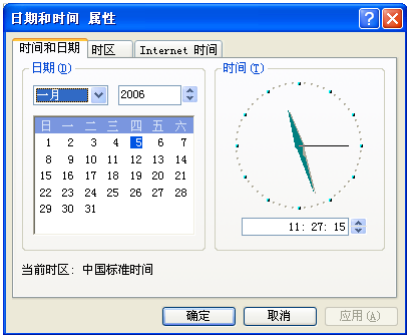 日期和时间 属性
时间和日期 时区 Internet 时间
日期(D) 时间(T)
一月 2006
日 一 二 三 四 五 六
1 2 3 4 5 6 7
8 9 10 11 12 13 14
15 16 17 18 19 20 21
22 23 24 25 26 27 28
29 30 31
11: 27: 15
当前时区: 中国标准时间
确定 取消 应用(A)